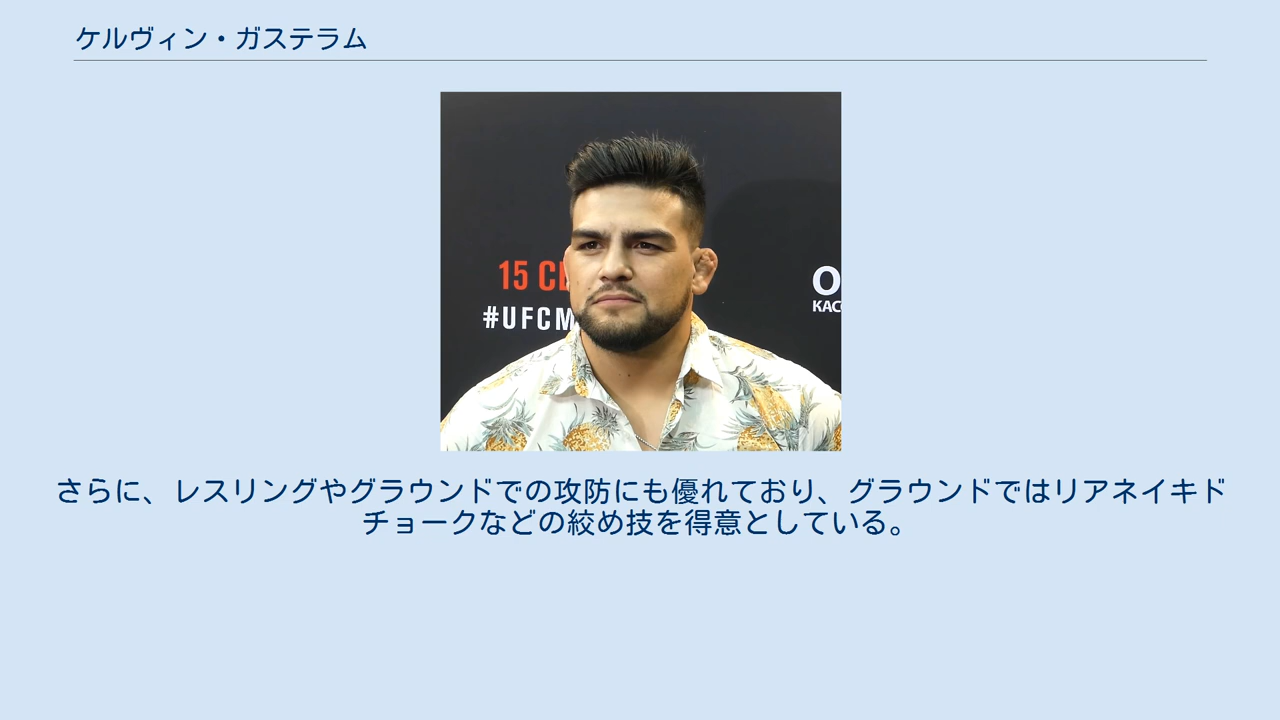 ケルヴィン・ガステラム
15 CI
#UFCM
O
KAC
さらに、レスリングやグラウンドでの攻防にも優れており、グラウンドではリアネイキド
チョークなどの絞め技を得意としている。